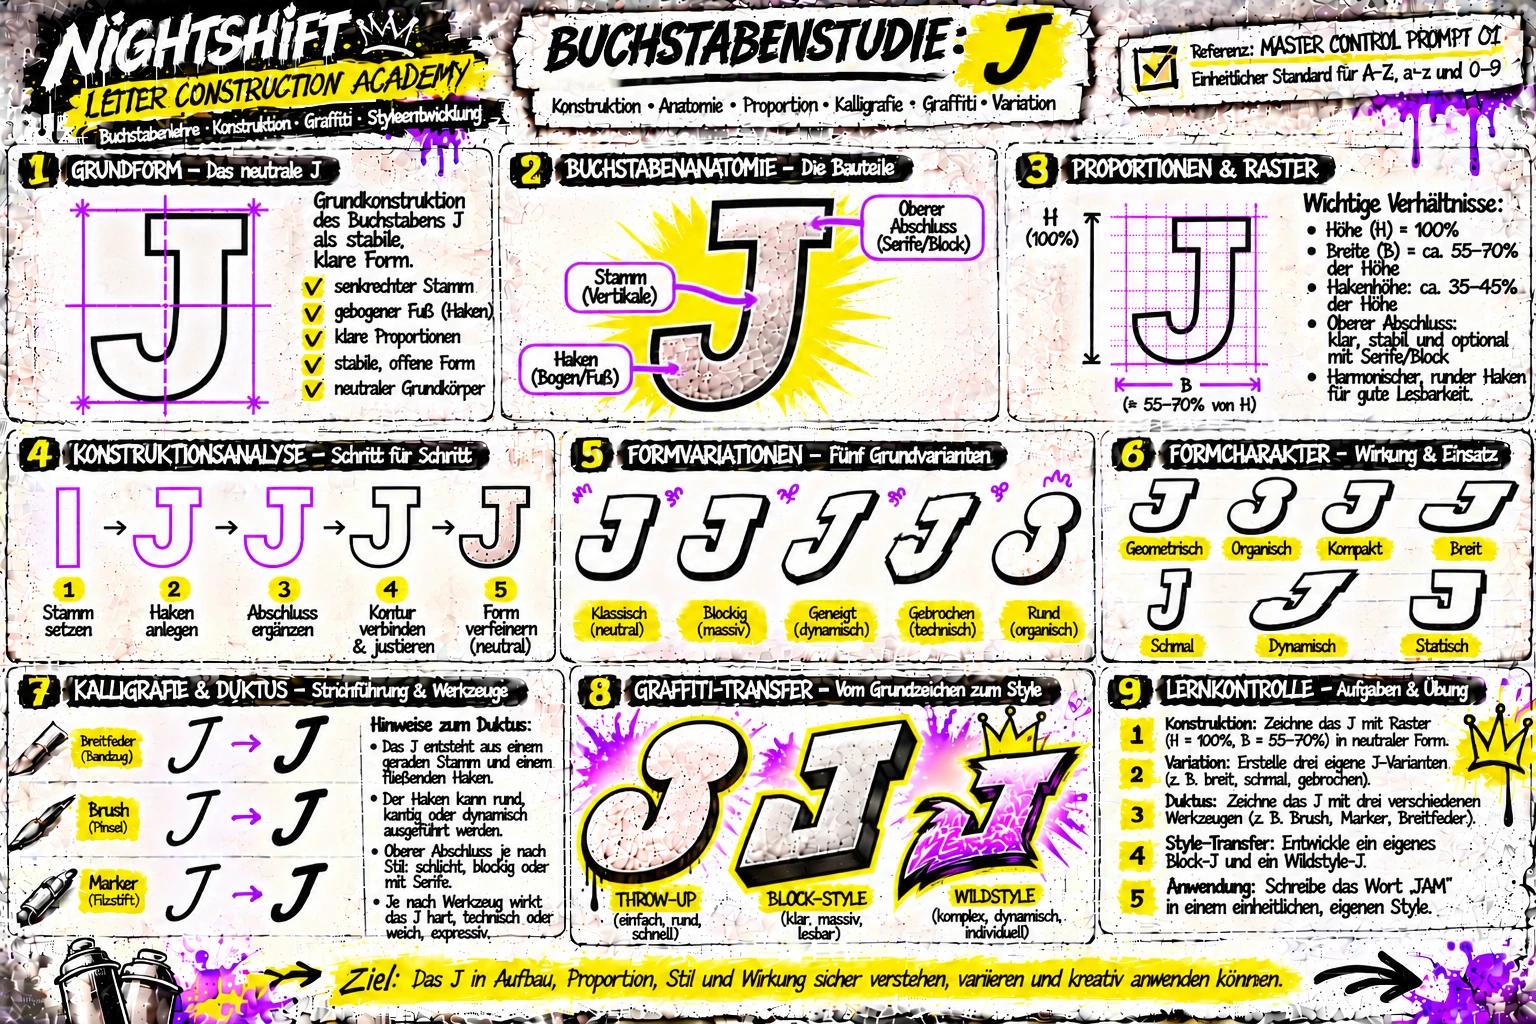 NiGHTSHiFT
LETTER CONSTRUCTION ACADEMY
Buchstabenlehre • Konstruktion • Graffiti • Styleentwicklung
BUCHSTABENSTUDIE: J
Konstruktion • Anatomie • Proportion • Kalligrafie • Graffiti • Variation
Referenz: MASTER CONTROL PROMPT 01
Einheitlicher Standard für A–Z, a–z und 0–9
1 GRUNDFORM – Das neutrale J
J
Grundkonstruktion
des Buchstabens J
als stabile,
klare Form.
senkrechter Stamm
gebogener Fuß (Haken)
klare Proportionen
stabile, offene Form
neutraler Grundkörper
2 BUCHSTABENANATOMIE – Die Bauteile
J
Oberer
Abschluss
(Serife/Block)
Stamm
(Vertikale)
Haken
(Bogen/Fuß)
3 PROPORTIONEN & RASTER
H
(100%)
J
B
(≈ 55–70% von H)
Wichtige Verhältnisse:
• Höhe (H) = 100%
• Breite (B) = ca. 55–70%
der Höhe
• Hakenhöhe: ca. 35–45%
der Höhe
• Oberer Abschluss:
klar, stabil und optional
mit Serife/Block
• Harmonischer, runder Haken
für gute Lesbarkeit.
4 KONSTRUKTIONSANALYSE – Schritt für Schritt
I → J → J → J → J
1 2 3 4 5
Stamm
setzen
Haken
anlegen
Abschluss
ergänzen
Kontur
verbinden
& justieren
Form
verfeinern
(neutral)
5 FORMVARIATIONEN – Fünf Grundvarianten
J J J J J
Klassisch
(neutral)
Blockig
(massiv)
Geneigt
(dynamisch)
Gebrochen
(technisch)
Rund
(organisch)
6 FORMCHARAKTER – Wirkung & Einsatz
J J J J
Geometrisch Organisch Kompakt Breit
J J J
Schmal Dynamisch Statisch
7 KALLIGRAFIE & DUKTUS – Strichführung & Werkzeuge
Breitfeder
(Bandzug)
J → J
Brush
(Pinsel)
J → J
Marker
(Filzstift)
J → J
Hinweise zum Duktus:
• Das J entsteht aus einem
geraden Stamm und einem
fließenden Haken.
• Der Haken kann rund,
kantig oder dynamisch
ausgeführt werden.
• Oberer Abschluss je nach
Stil: schlicht, blockig oder
mit Serife.
• Je nach Werkzeug wirkt
das J hart, technisch oder
weich, expressiv.
8 GRAFFITI-TRANSFER – Vom Grundzeichen zum Style
J J J
THROW-UP
(einfach, rund,
schnell)
BLOCK-STYLE
(klar, massiv,
lesbar)
WILDSTYLE
(komplex, dynamisch,
individuell)
9 LERNKONTROLLE – Aufgaben & Übung
1 Konstruktion: Zeichne das J mit Raster
(H = 100%, B = 55–70%) in neutraler Form.
2 Variation: Erstelle drei eigene J-Varianten
(z. B. breit, schmal, gebrochen).
3 Duktus: Zeichne das J mit drei verschiedenen
Werkzeugen (z. B. Brush, Marker, Breitfeder).
4 Style-Transfer: Entwickle ein eigenes
Block-J und ein Wildstyle-J.
5 Anwendung: Schreibe das Wort „JAM"
in einem einheitlichen, eigenen Style.
Ziel: Das J in Aufbau, Proportion, Stil und Wirkung sicher verstehen, variieren und kreativ anwenden können.